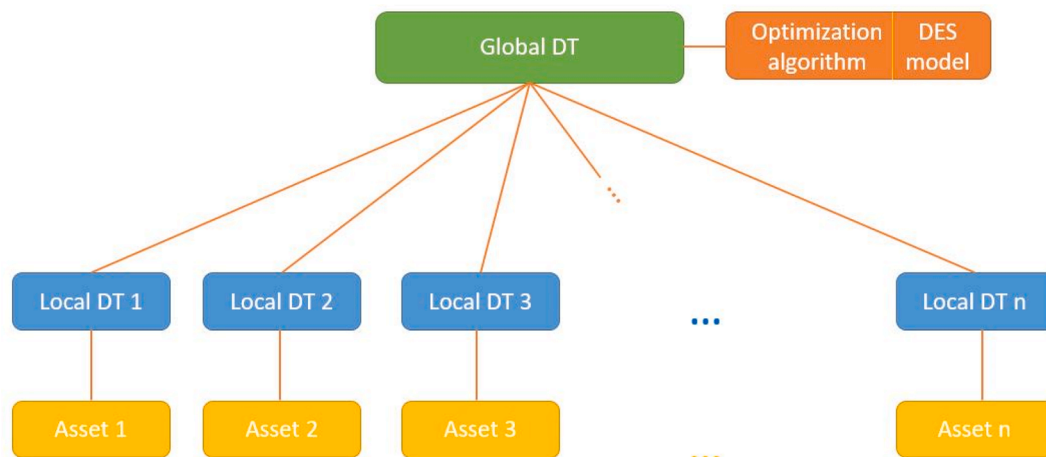 Global DT
Optimization
algorithm
DES
model
...
Local DT 1
Local DT 2
Local DT 3
...
Local DT n
Asset 1
Asset 2
Asset 3
...
Asset n